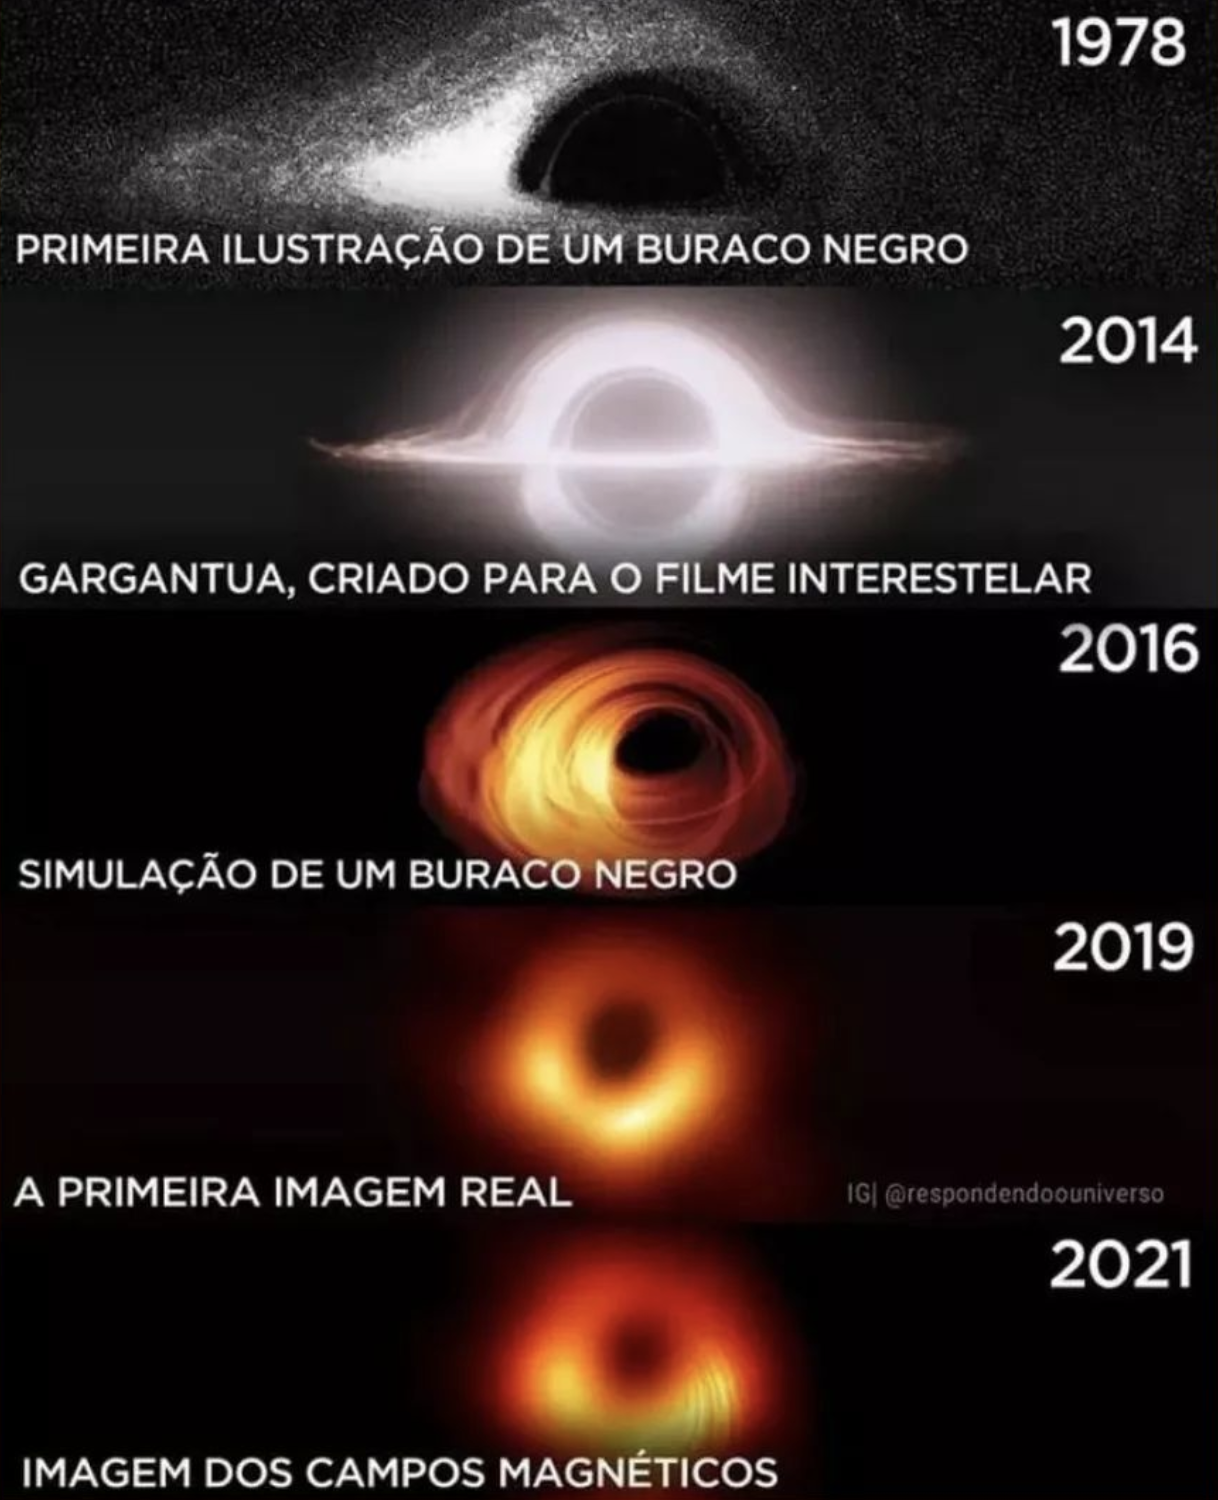 1978
PRIMEIRA ILUSTRAÇÃO DE UM BURACO NEGRO
2014
GARGANTUA, CRIADO PARA O FILME INTERESTELAR
2016
SIMULAÇÃO DE UM BURACO NEGRO
2019
A PRIMEIRA IMAGEM REAL
IG| @respondendoouniverso
2021
IMAGEM DOS CAMPOS MAGNÉTICOS